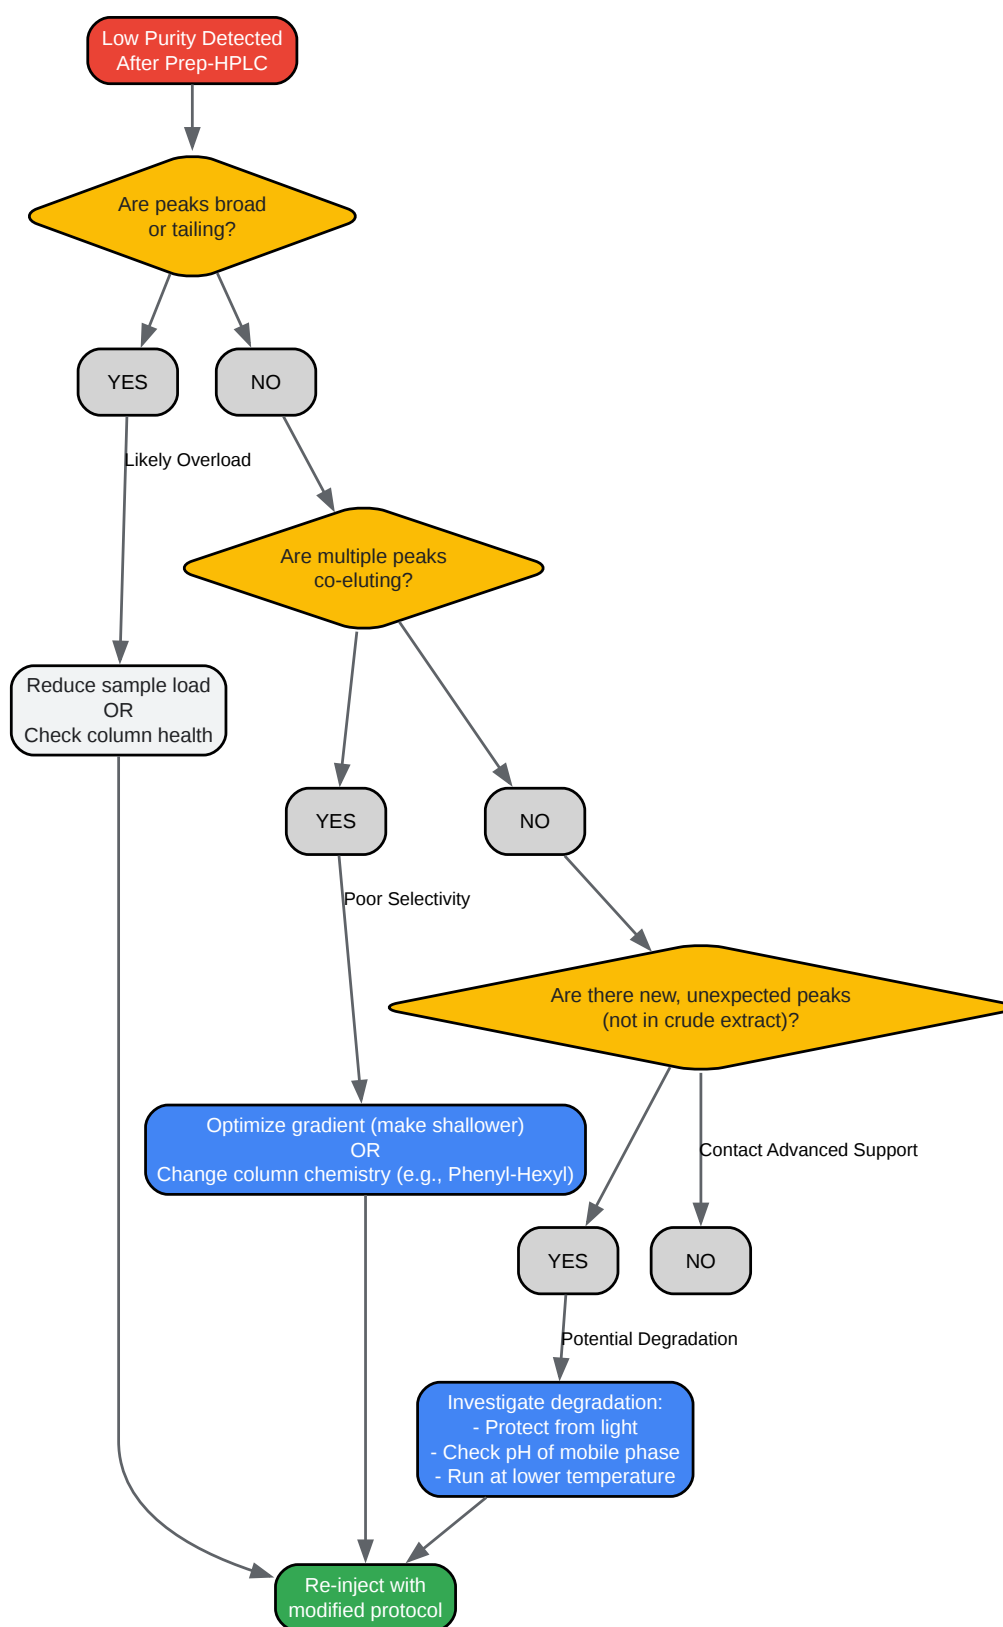 Low Purity Detected
After Prep-HPLC
Are peaks broad
or tailing?
YES
NO
Likely Overload
Are multiple peaks
co-eluting?
Reduce sample load
OR
Check column health
YES
NO
Poor Selectivity
Are there new, unexpected peaks
(not in crude extract)?
Optimize gradient (make shallower)
OR
Change column chemistry (e.g., Phenyl-Hexyl)
Contact Advanced Support
YES
NO
Potential Degradation
Investigate degradation:
- Protect from light
- Check pH of mobile phase
- Run at lower temperature
Re-inject with
modified protocol